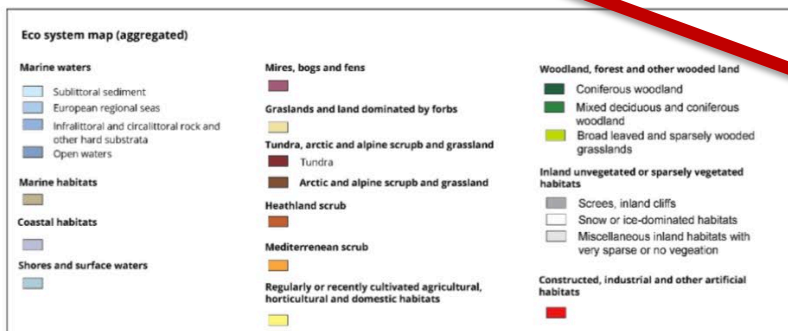 Eco system map (aggregated)
Marine waters
Sublittoral sediment
European regional seas
Infralittoral and circalittoral rock and
other hard substrata
Open waters
Marine habitats
Coastal habitats
Shores and surface waters
Mires, bogs and fens
Graslands and land dominated by forbs
Tundra, arctic and alpine scrupb and grassland
Tundra
Arctic and alpine scrupb and grassland
Heathland scrub
Mediterrenean scrub
Regularly or recently cultivated agricultural,
horticultural and domestic habitats
Woodland, forest and other wooded land
Coniferous woodland
Mixed deciduous and coniferous
woodland
Broad leaved and sparsely wooded
grasslands
Inland unvegetated or sparsely vegetated
habitats
Screes, inland cliffs
Snow or ice-dominated habitats
Miscellaneous inland habitats with
very sparse or no vegeation
Constructed, industrial and other artificial
habitats